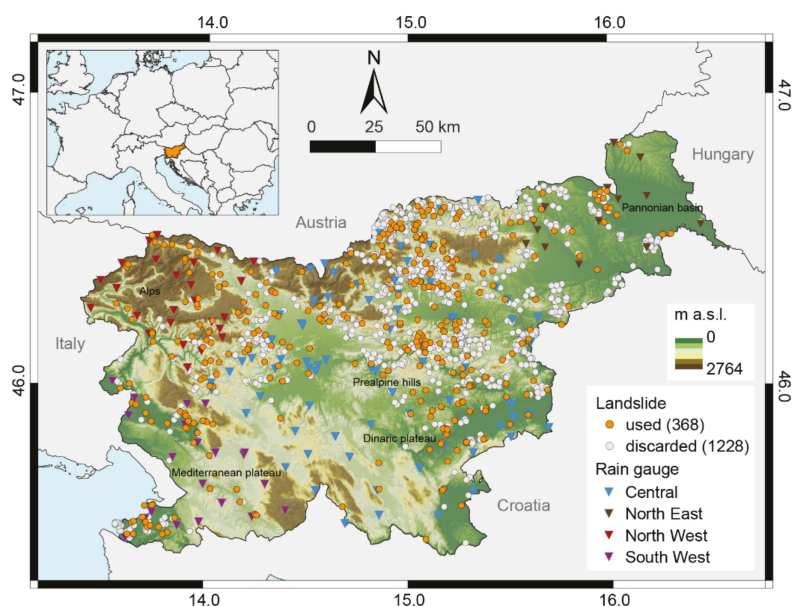 14.0
15.0
16.0
47.0
47.0
N
0
25
50 km
Hungary
Pannonian basin
Austria
Alps
m a.s.l.
0
2764
Italy
46.0
46.0
Prealpine hills
Landslide
used (368)
discarded (1228)
Dinaric plateau
Rain gauge
Mediterranean plateau
Central
Croatia
North East
North West
South West
14.0
15.0
16.0